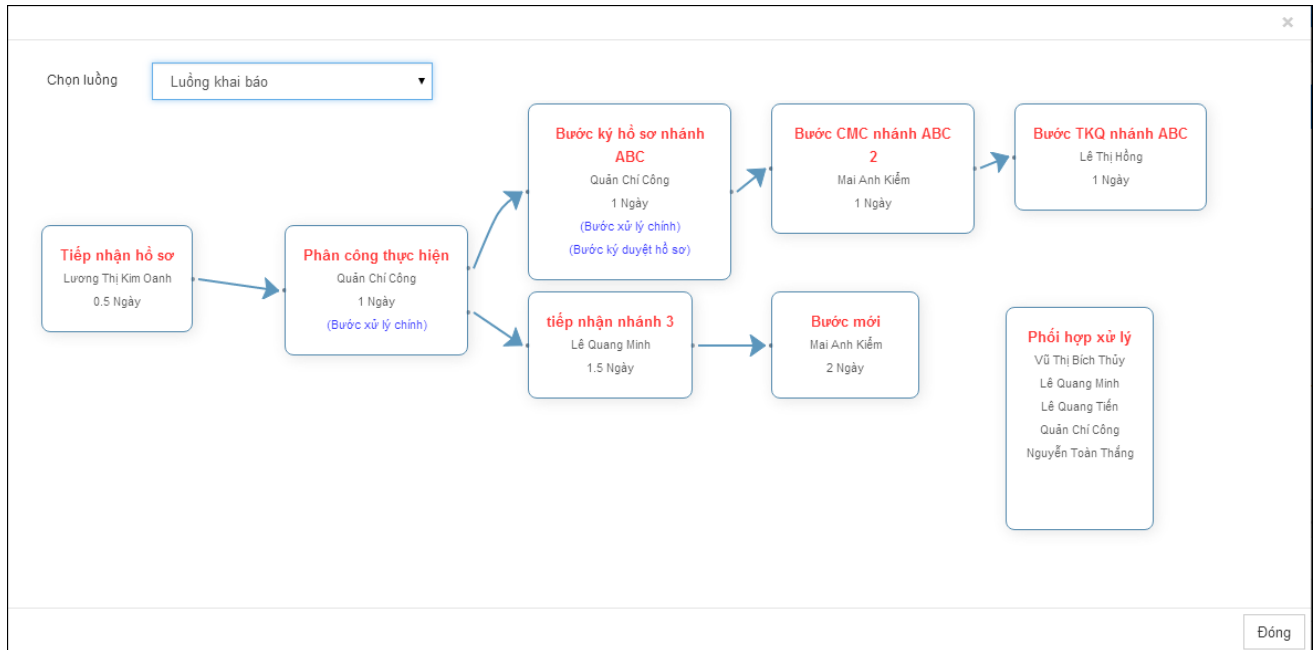 ×
Chọn luồng
Luồng khai báo
Tiếp nhận hồ sơ
Lương Thị Kim Oanh
0.5 Ngày
Phân công thực hiện
Quản Chí Công
1 Ngày
(Bước xử lý chính)
Bước ký hồ sơ nhánh
ABC
Quản Chí Công
1 Ngày
(Bước xử lý chính)
(Bước ký duyệt hồ sơ)
Bước CMC nhánh ABC
2
Mai Anh Kiểm
1 Ngày
Bước TKQ nhánh ABC
Lê Thị Hồng
1 Ngày
tiếp nhận nhánh 3
Lê Quang Minh
1.5 Ngày
Bước mới
Mai Anh Kiểm
2 Ngày
Phối hợp xử lý
Vũ Thị Bích Thủy
Lê Quang Minh
Lê Quang Tiến
Quản Chí Công
Nguyễn Toàn Thắng
Đóng